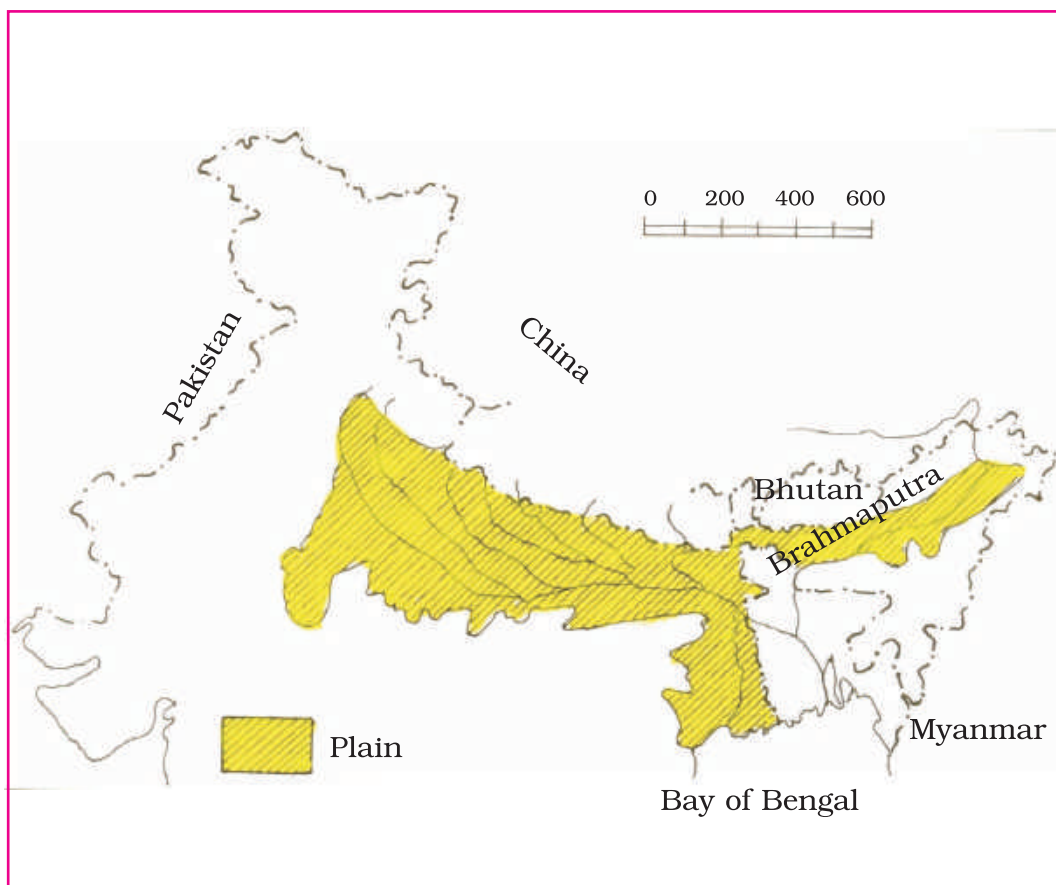 0 200 400 600
Pakistan
China
Bhutan
Brahmaputra
Plain
Myanmar
Bay of Bengal